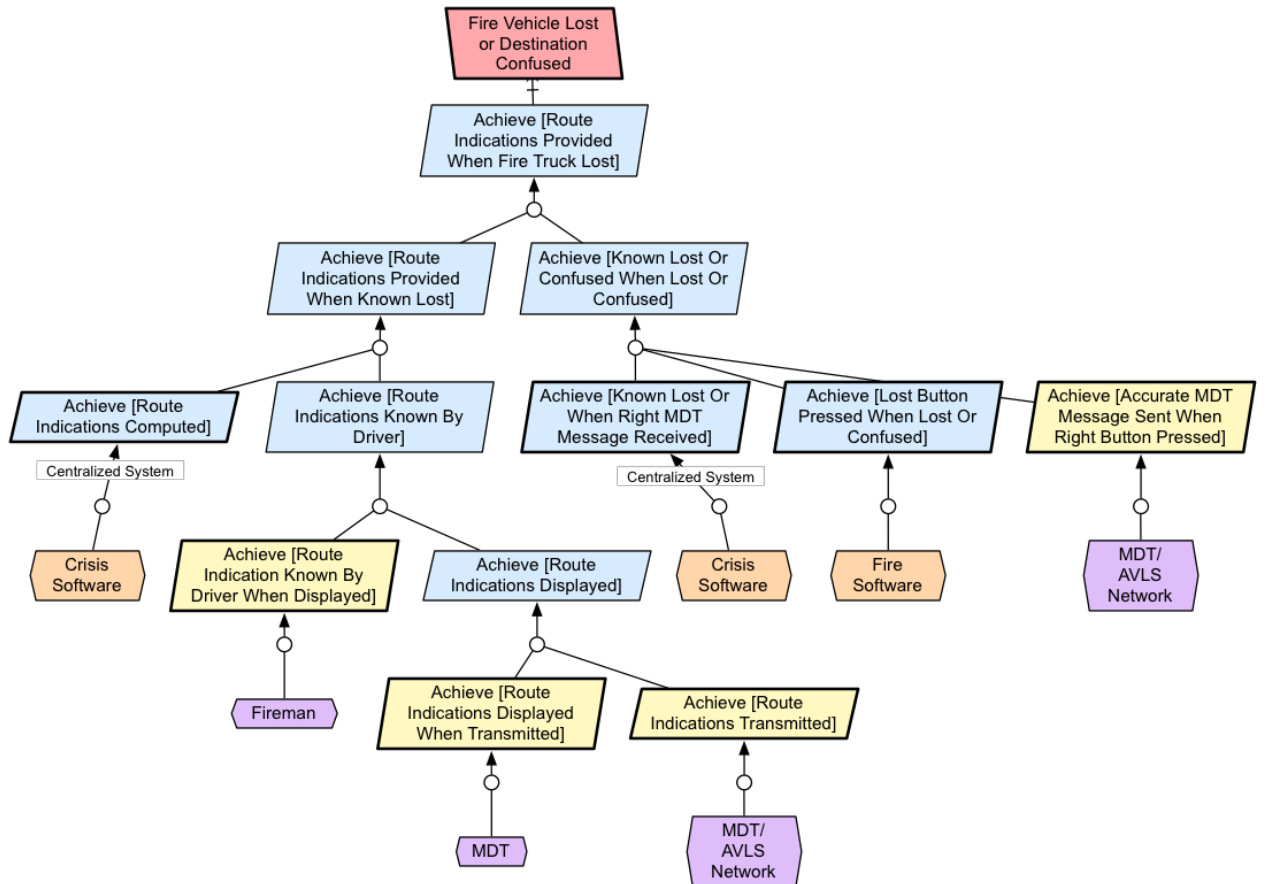 Fire Vehicle Lost
or Destination
Confused
Achieve [Route
Indications Provided
When Fire Truck Lost]
Achieve [Route
Indications Provided
When Known Lost]
Achieve [Known Lost Or
Confused When Lost Or
Confused]
Achieve [Route
Indications Computed]
Achieve [Route
Indications Known By
Driver]
Achieve [Known Lost Or
When Right MDT
Message Received]
Achieve [Lost Button
Pressed When Lost Or
Confused]
Achieve [Accurate MDT
Message Sent When
Right Button Pressed]
Centralized System
Centralized System
Crisis
Software
Achieve [Route
Indication Known By
Driver When Displayed]
Achieve [Route
Indications Displayed]
Crisis
Software
Fire
Software
MDT/
AVLS
Network
Fireman
Achieve [Route
Indications Displayed
When Transmitted]
Achieve [Route
Indications Transmitted]
MDT
MDT/
AVLS
Network